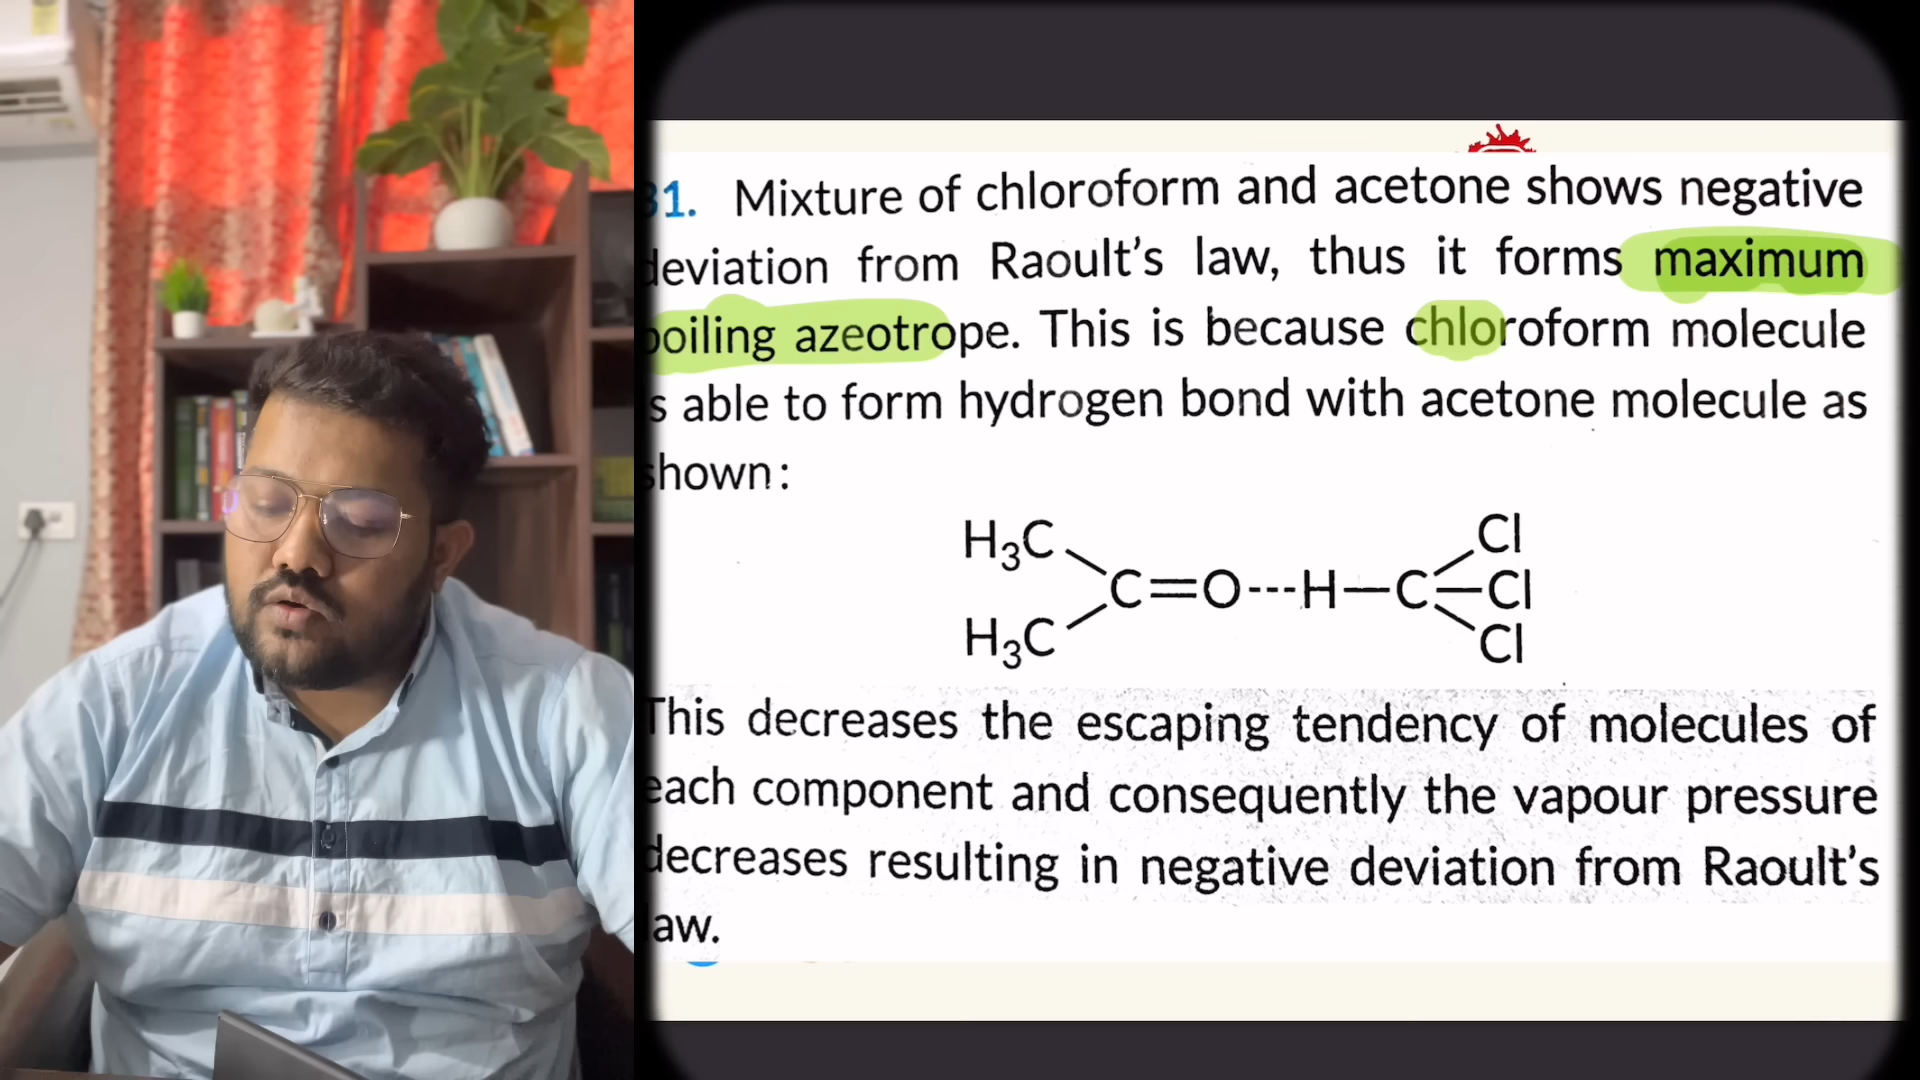 31. Mixture of chloroform and acetone shows negative
deviation from Raoult's law, thus it forms maximum
boiling azeotrope. This is because chloroform molecule
is able to form hydrogen bond with acetone molecule as
shown:
H₃C Cl
C=O---H—C—Cl
H₃C Cl
This decreases the escaping tendency of molecules of
each component and consequently the vapour pressure
decreases resulting in negative deviation from Raoult's
law.